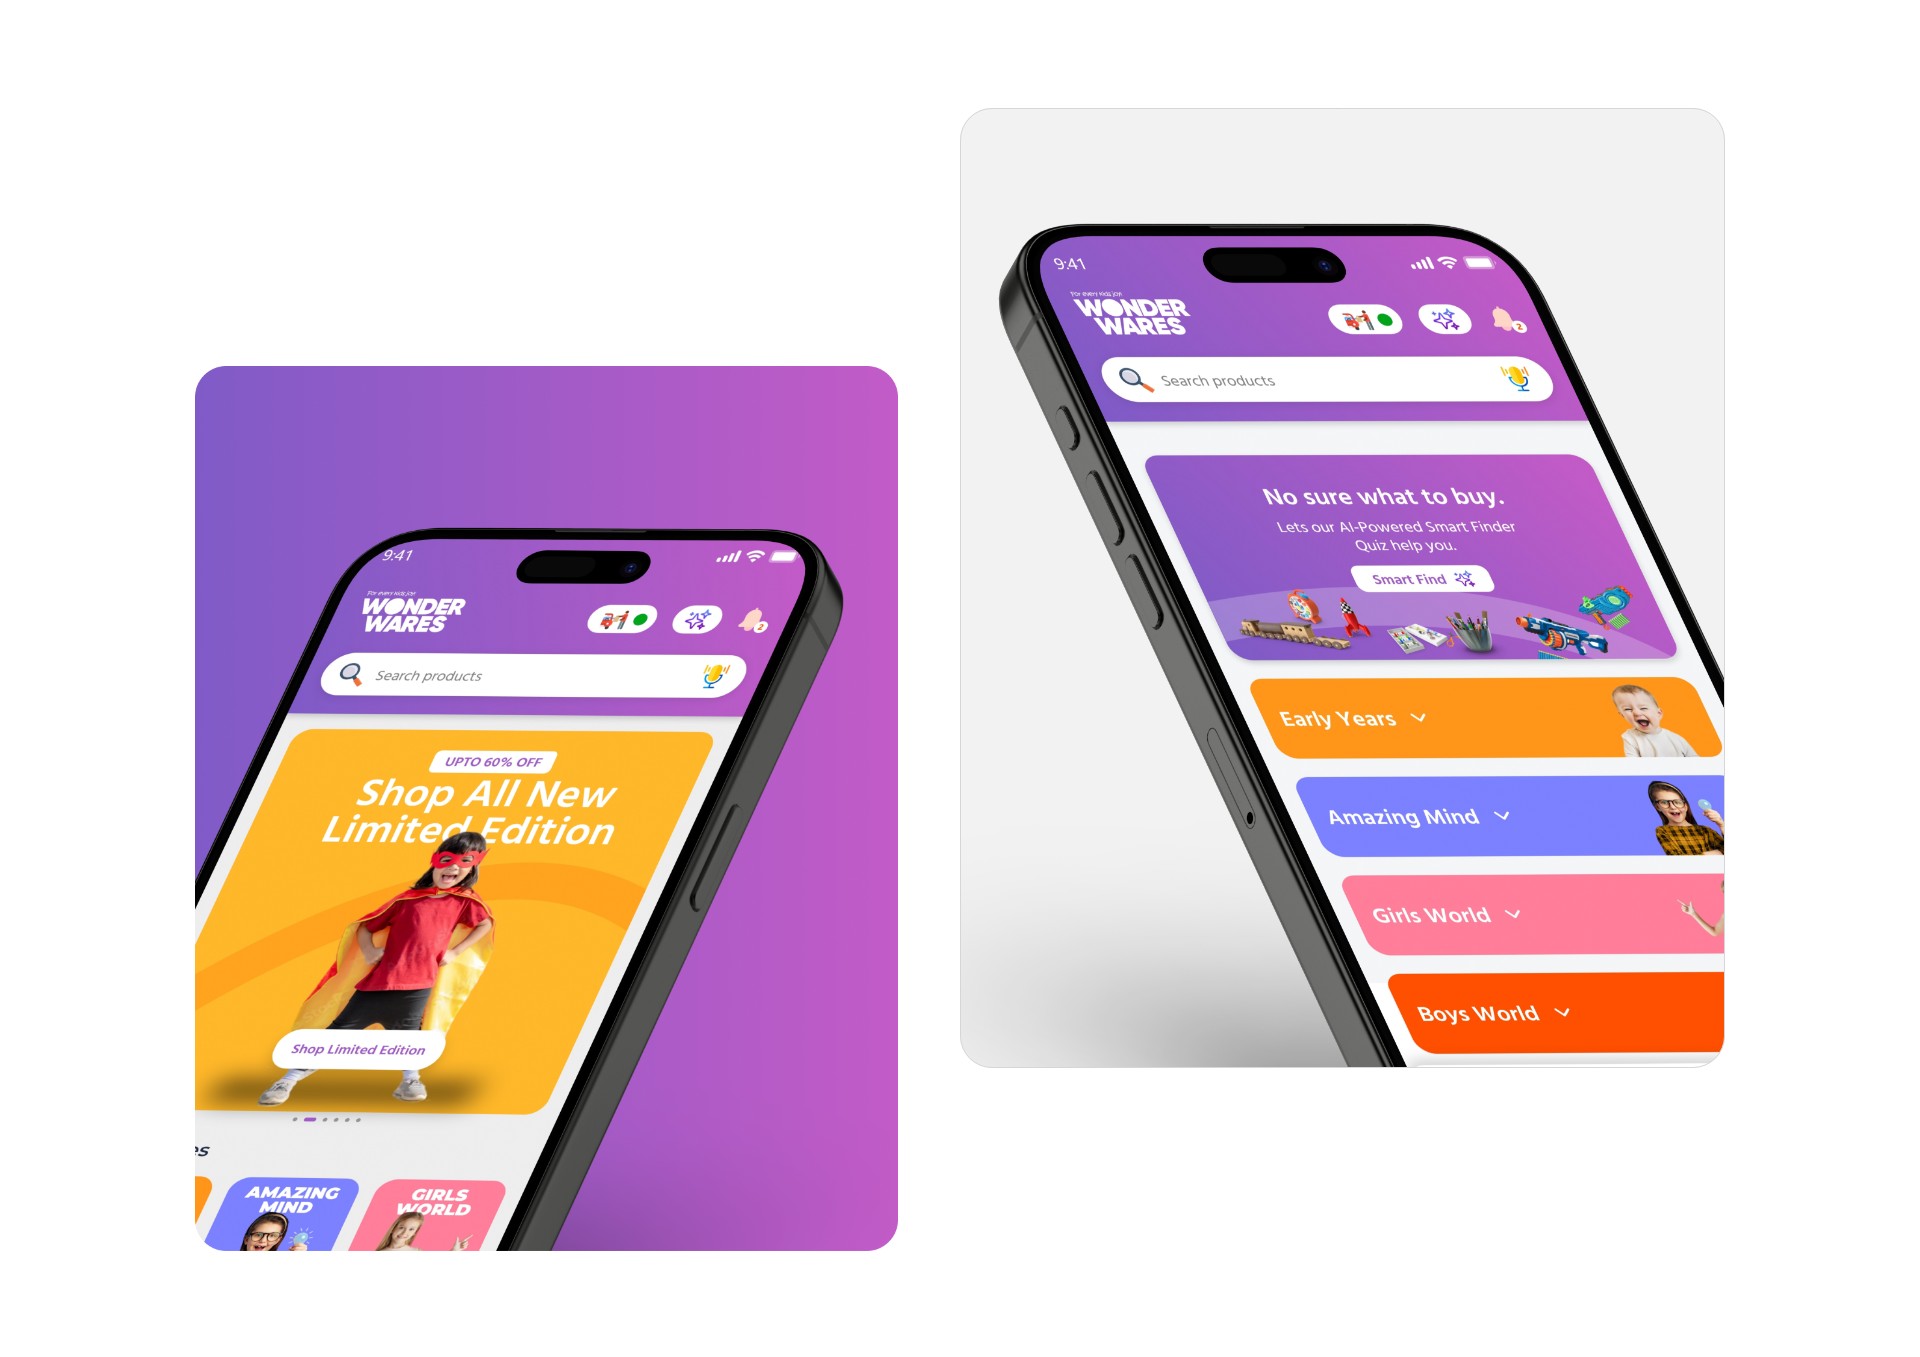 9:41
For every kids joy
WONDER
WARES
2
Search products
UPTO 60% OFF
Shop All New
Limited Edition
Shop Limited Edition
es
AMAZING
MIND
GIRLS
WORLD
9:41
For every kids joy
WONDER
WARES
2
Search products
No sure what to buy.
Lets our AI-Powered Smart Finder
Quiz help you.
Smart Find
Early Years
Amazing Mind
Girls World
Boys World